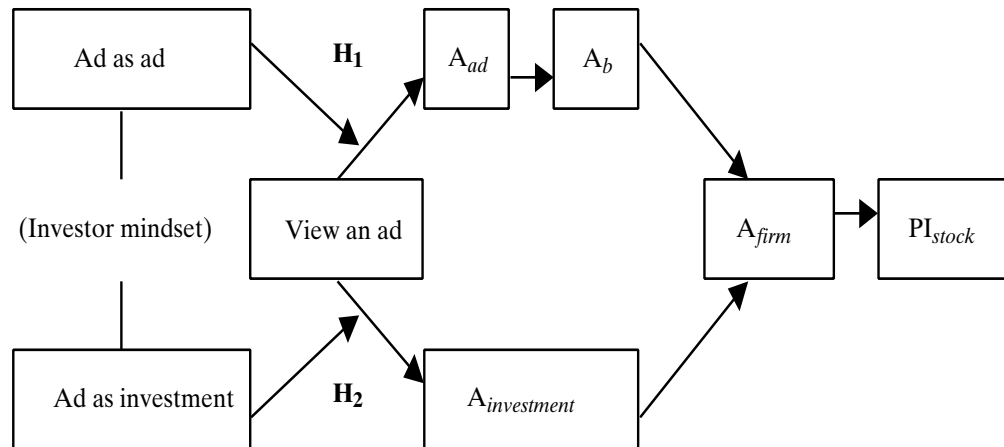 Ad as ad
H1
Aad
Ab
(Investor mindset)
View an ad
Afirm
PIstock
Ad as investment
H2
Ainvestment